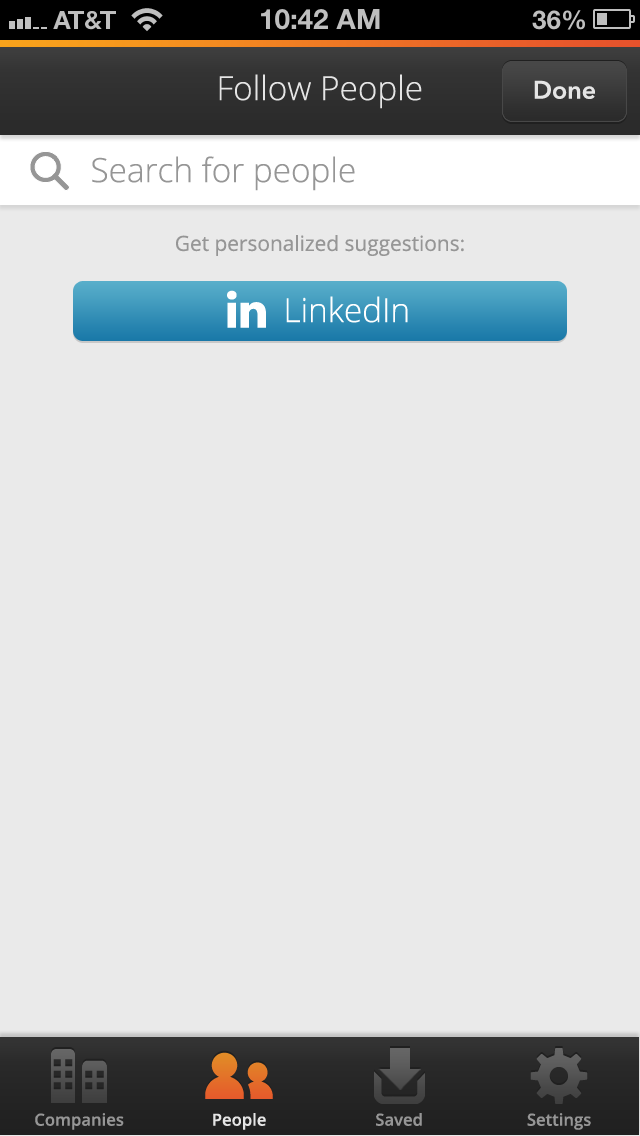 AT&T 10:42 AM 36%
Follow People Done
Search for people
Get personalized suggestions:
in LinkedIn
Companies People Saved Settings